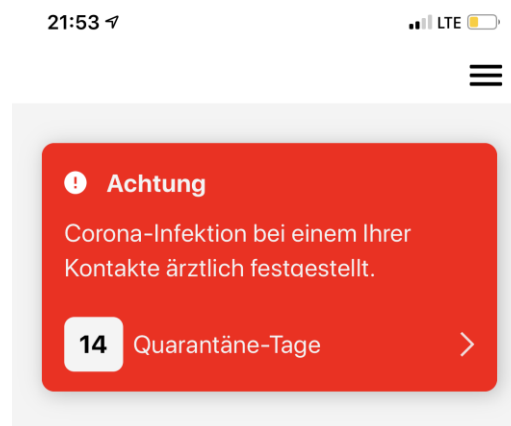 21:53
LTE
Achtung
Corona-Infektion bei einem Ihrer
Kontakte ärztlich festgestellt.
14 Quarantäne-Tage